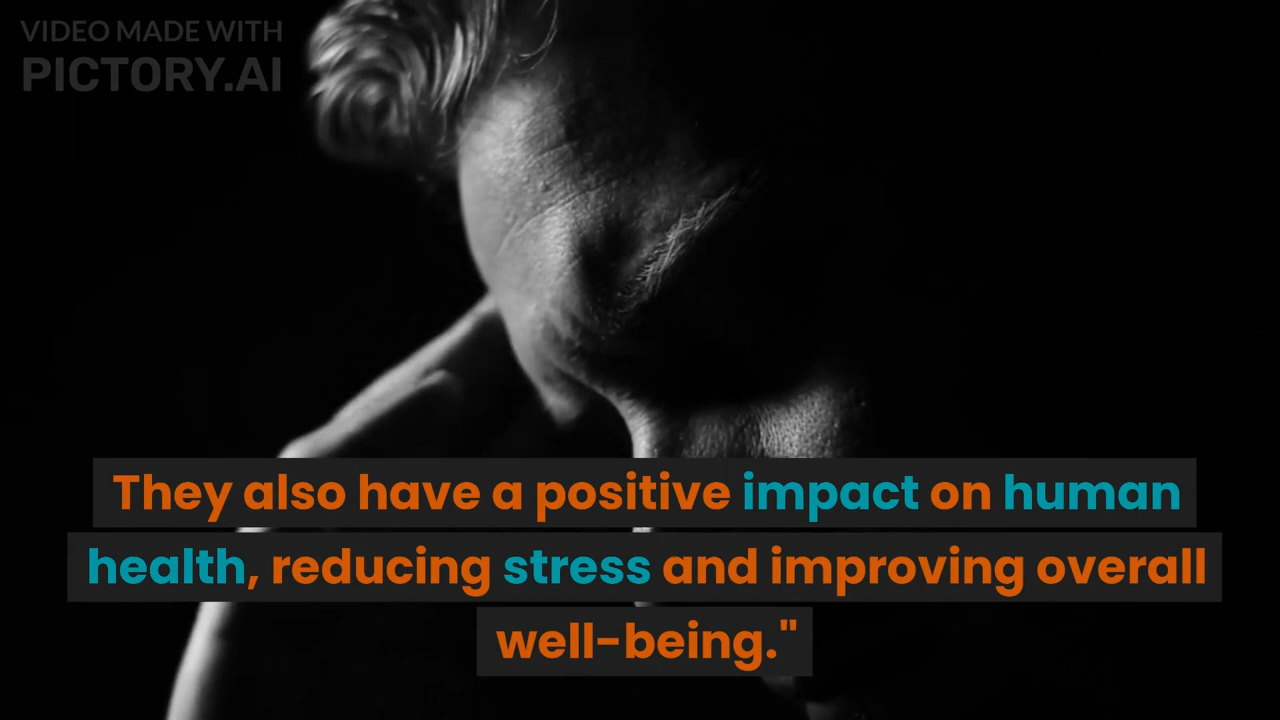 VIDEO MADE WITH
PICTORY.AI
They also have a positive impact on human
health, reducing stress and improving overall
well-being."